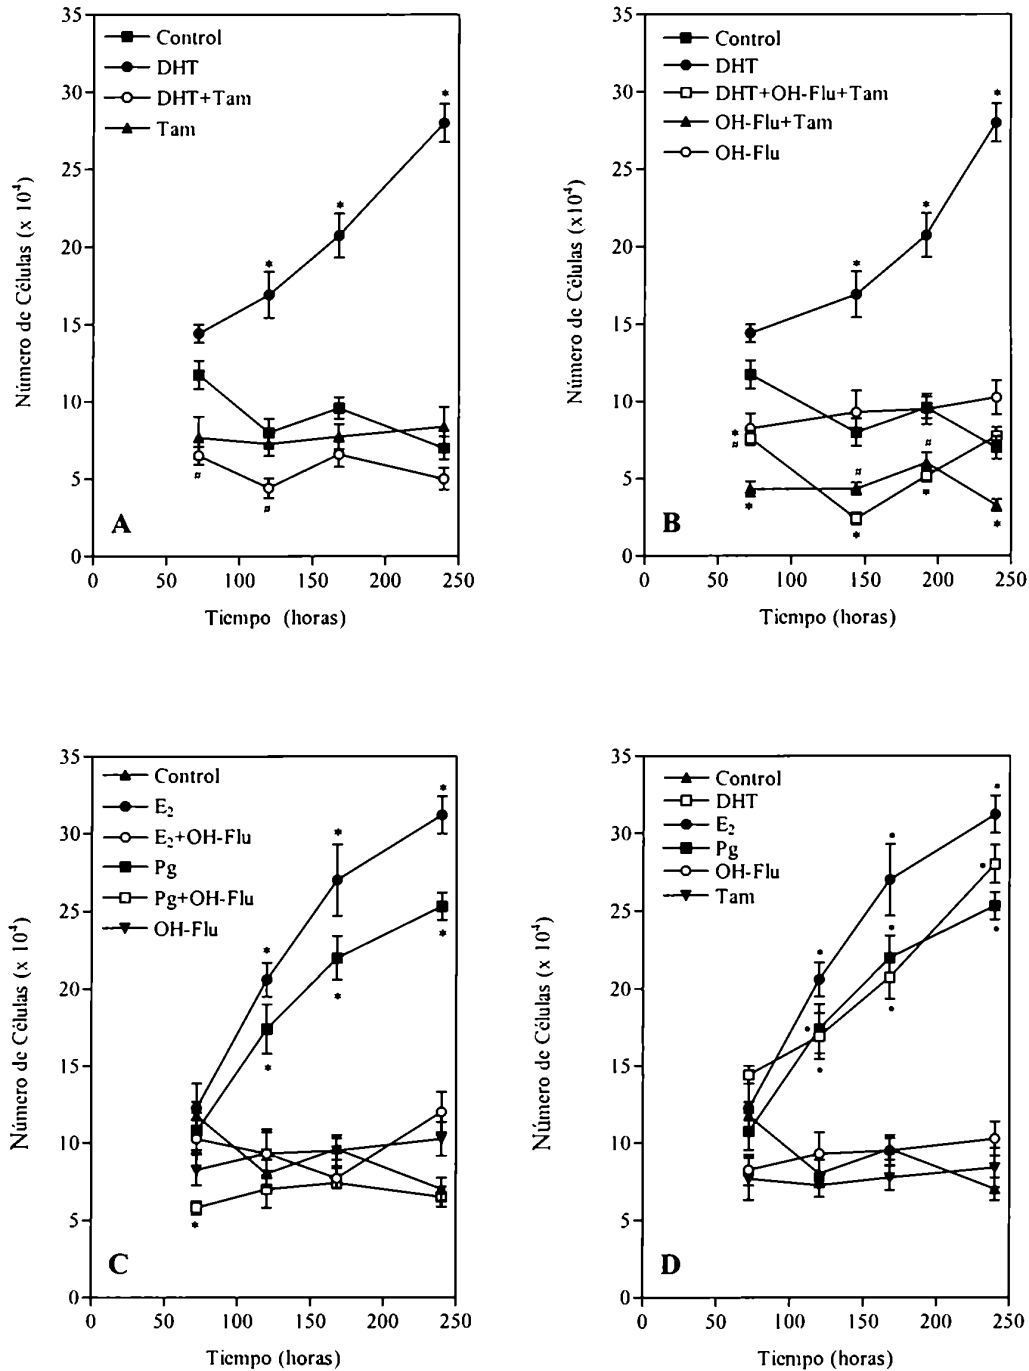 35
30
25
20
15
10
5
0
Número de Células (x 10⁴)
Control
DHT
DHT+Tam
Tam
*
*
*
¤
¤
A
0 50 100 150 200 250
Tiempo (horas)
35
30
25
20
15
10
5
0
Número de Células (x10⁴)
Control
DHT
DHT+OH-Flu+Tam
OH-Flu+Tam
OH-Flu
*
*
*
*
¤
¤
¤
*
*
*
*
B
0 50 100 150 200 250
Tiempo (horas)
35
30
25
20
15
10
5
0
Número de Células (x 10⁴)
Control
E₂
E₂+OH-Flu
Pg
Pg+OH-Flu
OH-Flu
*
*
*
*
*
*
*
C
0 50 100 150 200 250
Tiempo (horas)
35
30
25
20
15
10
5
0
Número de Células (x 10⁴)
Control
DHT
E₂
Pg
OH-Flu
Tam
D
0 50 100 150 200 250
Tiempo (horas)